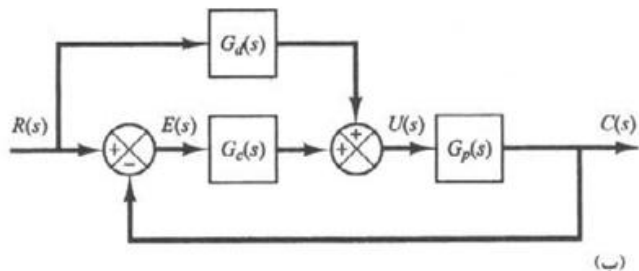 G_d(s)
R(s)
E(s)
G_c(s)
U(s)
G_p(s)
C(s)
+
−
+
+
(ب)